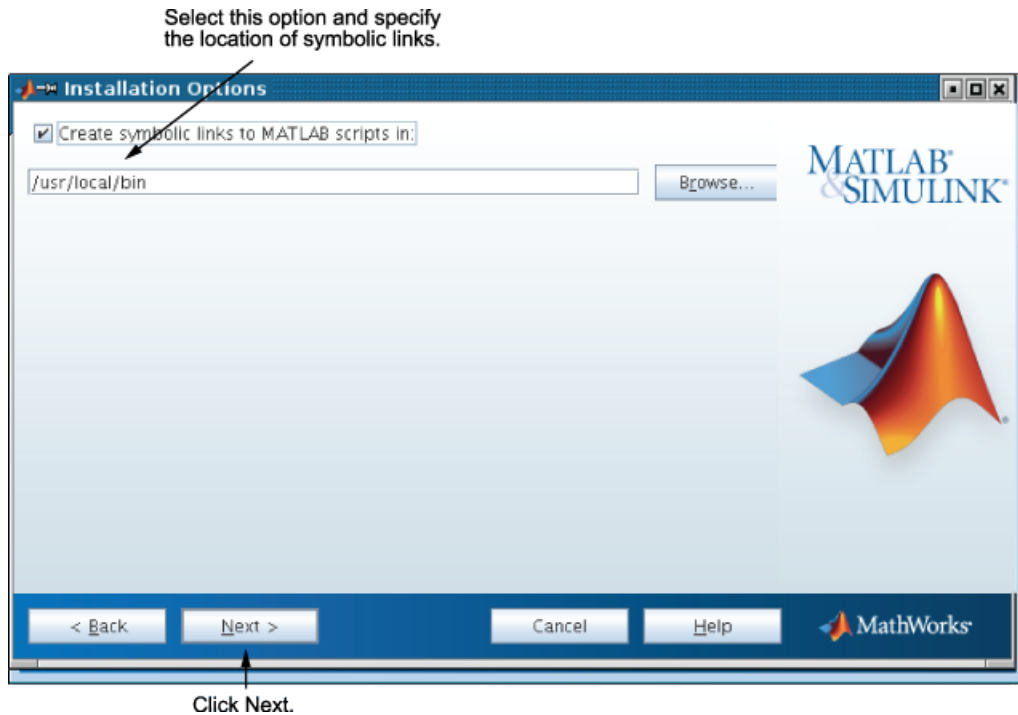 Select this option and specify
the location of symbolic links.
Installation Options
Create symbolic links to MATLAB scripts in:
/usr/local/bin
Browse...
MATLAB®
&SIMULINK®
< Back
Next >
Cancel
Help
MathWorks®
Click Next.